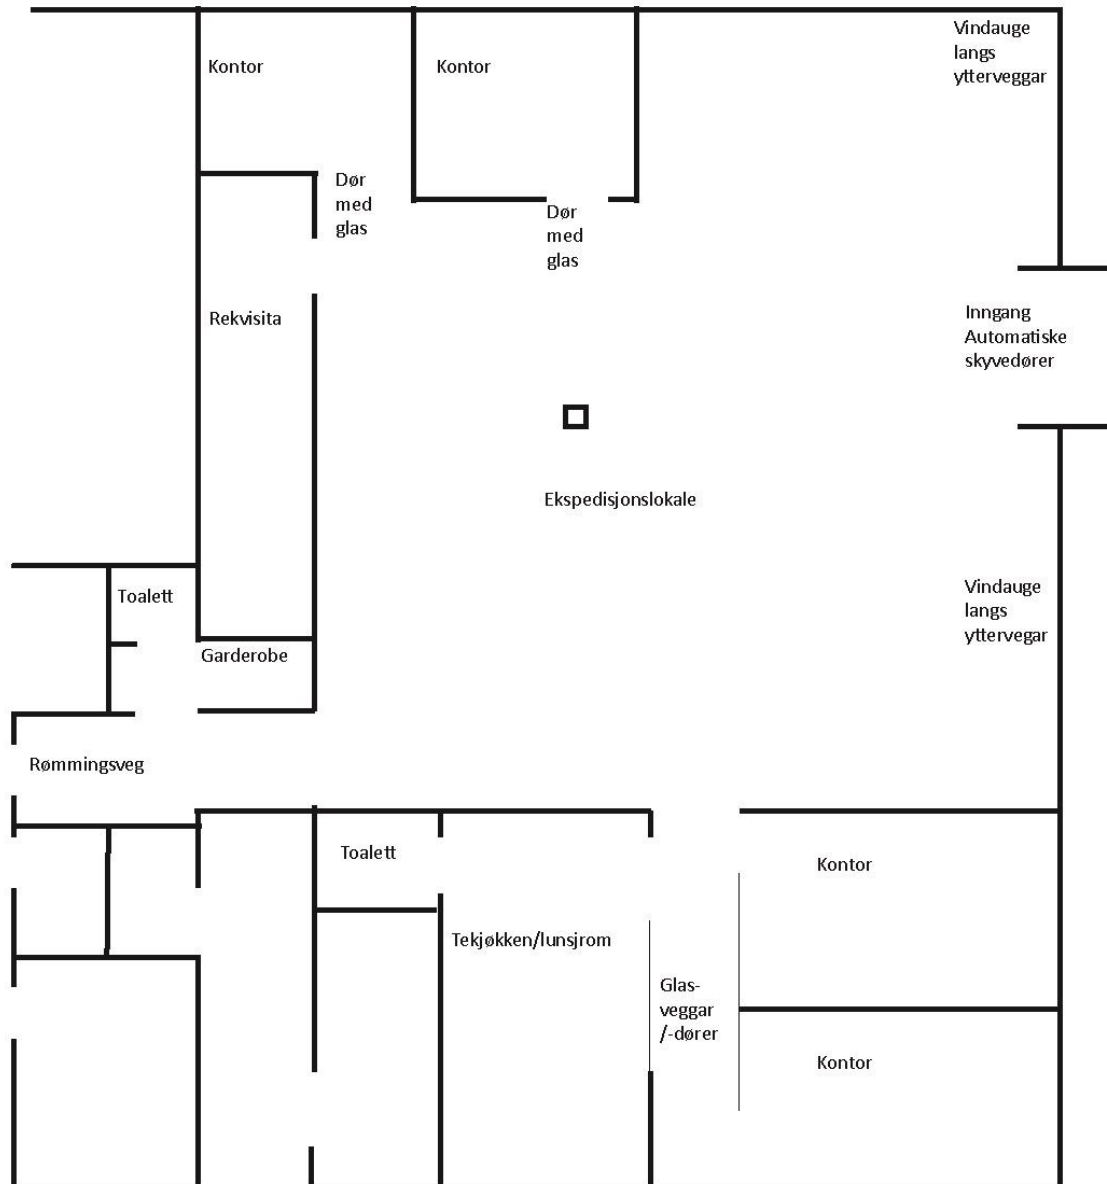 Vindauge
langs
ytterveggar
Kontor
Kontor
Dør
med
glas
Dør
med
glas
Rekvisita
Inngang
Automatiske
skyvedører
Ekspedisjonslokale
Toalett
Vindauge
langs
yttervegar
Garderobe
Rømmingsveg
Toalett
Kontor
Tekjøkken/lunsjrom
Glas-
veggar
/-dører
Kontor